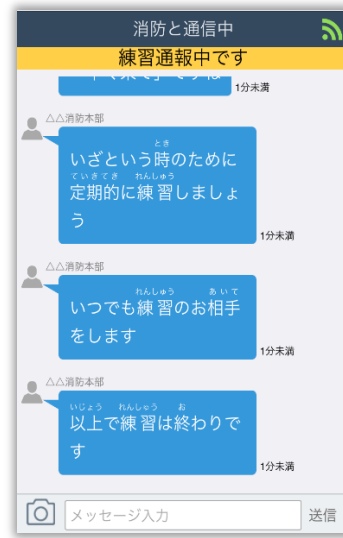 消防と通信中
練習通報中です
1分未満
△△消防本部
とき
いざという時のために
ていきてき れんしゅう
定期的に練習しましょ
う
1分未満
△△消防本部
れんしゅう あいて
いつでも練習のお相手
をします
1分未満
△△消防本部
いじょう れんしゅう お
以上で練習は終わりで
す
1分未満
メッセージ入力
送信